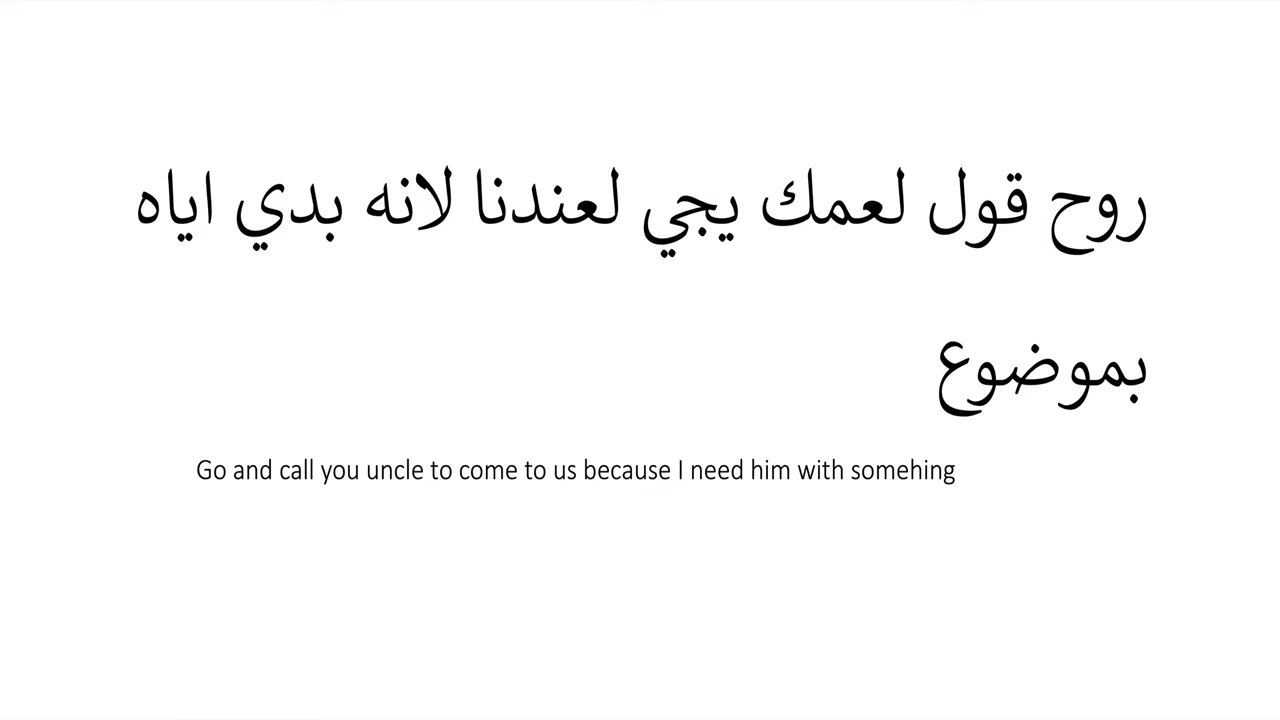 روح قول لعمك يجي لعندنا لانه بدي اياه
بموضوع
Go and call you uncle to come to us because I need him with somehing